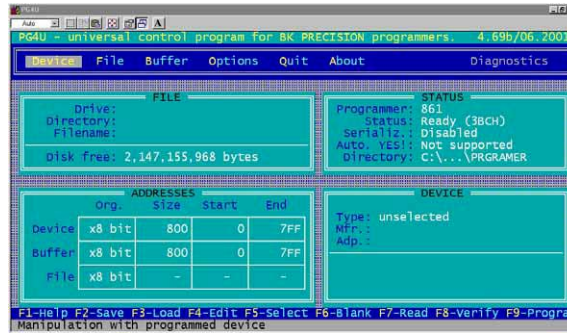 PG4U
Auto
A
PG4U - universal control program for BK PRECISION programmers. 4.69b/06.2001
Device File Buffer Options Quit About Diagnostics
FILE
Drive:
Directory:
Filename:
Disk free: 2,147,155,968 bytes
STATUS
Programmer: 861
Status: Ready (3BCH)
Serializ.: Disabled
Auto. YES!: Not supported
Directory: C:\...\PRGRAMER
ADDRESSES
Org. Size Start End
Device x8 bit 800 0 7FF
Buffer x8 bit 800 0 7FF
File x8 bit - - -
DEVICE
Type: unselected
Mfr.:
Adp.:
F1-Help F2-Save F3-Load F4-Edit F5-Select F6-Blank F7-Read F8-Verify F9-Progra
Manipulation with programmed device